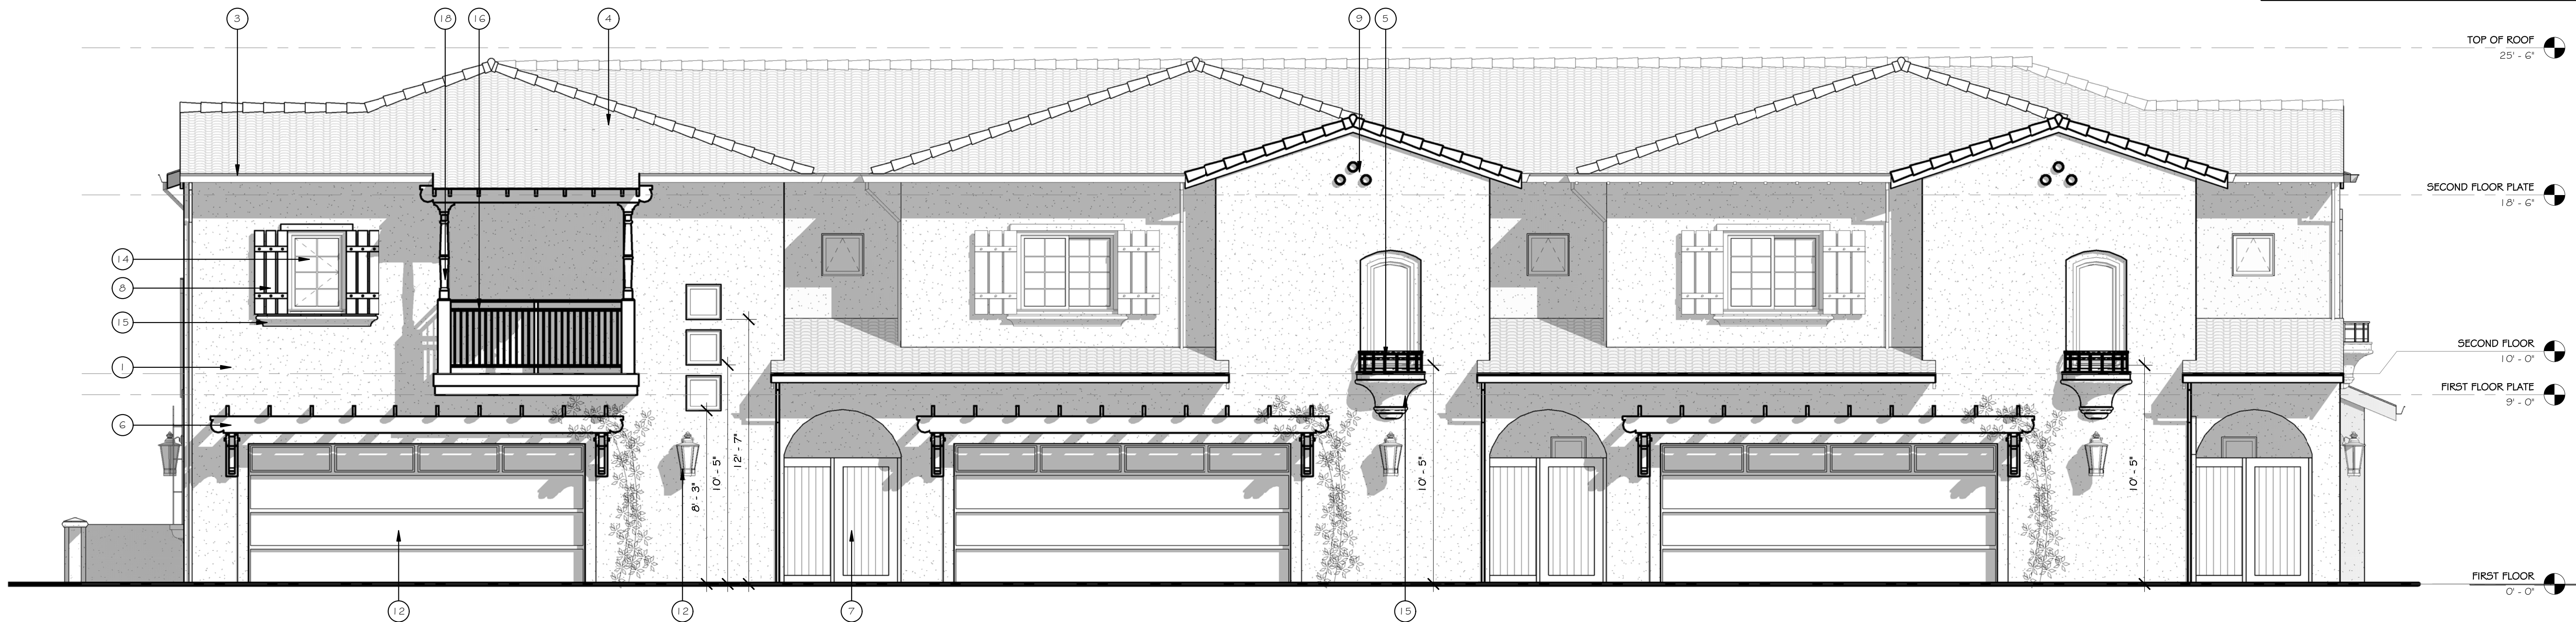 3
18
16
4
9
5
TOP OF ROOF
25' - 6"
SECOND FLOOR PLATE
18' - 6"
14
8
15
1
6
SECOND FLOOR
10' - 0"
FIRST FLOOR PLATE
9' - 0"
8' - 3"
10' - 5"
12' - 7"
10' - 5"
10' - 5"
FIRST FLOOR
0' - 0"
12
12
7
15